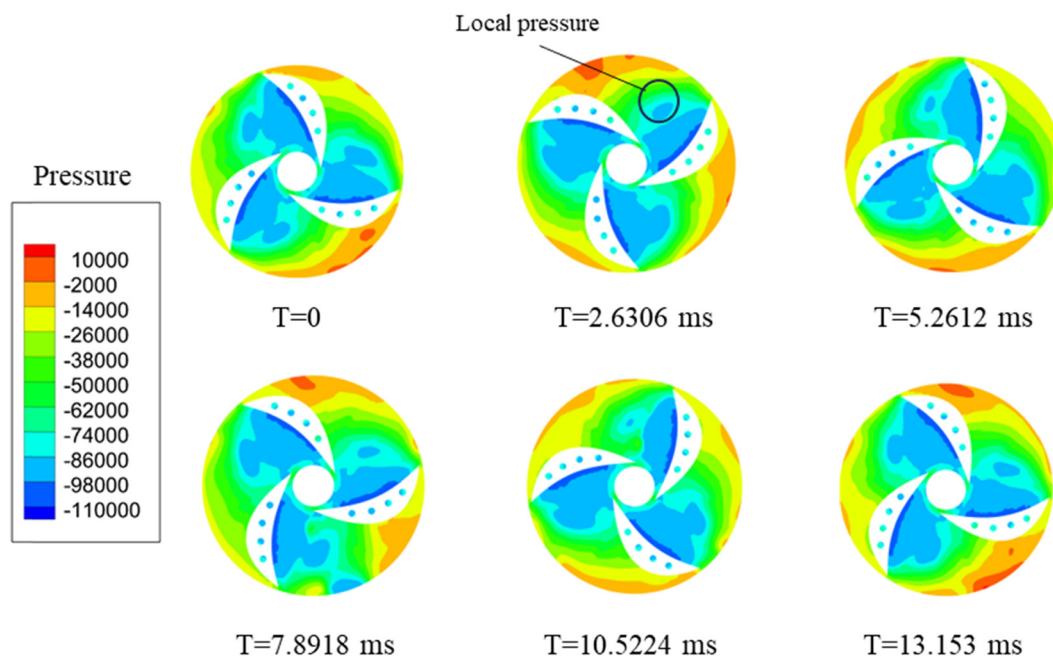 Local pressure
Pressure
10000
-2000
-14000
-26000
-38000
-50000
-62000
-74000
-86000
-98000
-110000
T=0
T=2.6306 ms
T=5.2612 ms
T=7.8918 ms
T=10.5224 ms
T=13.153 ms